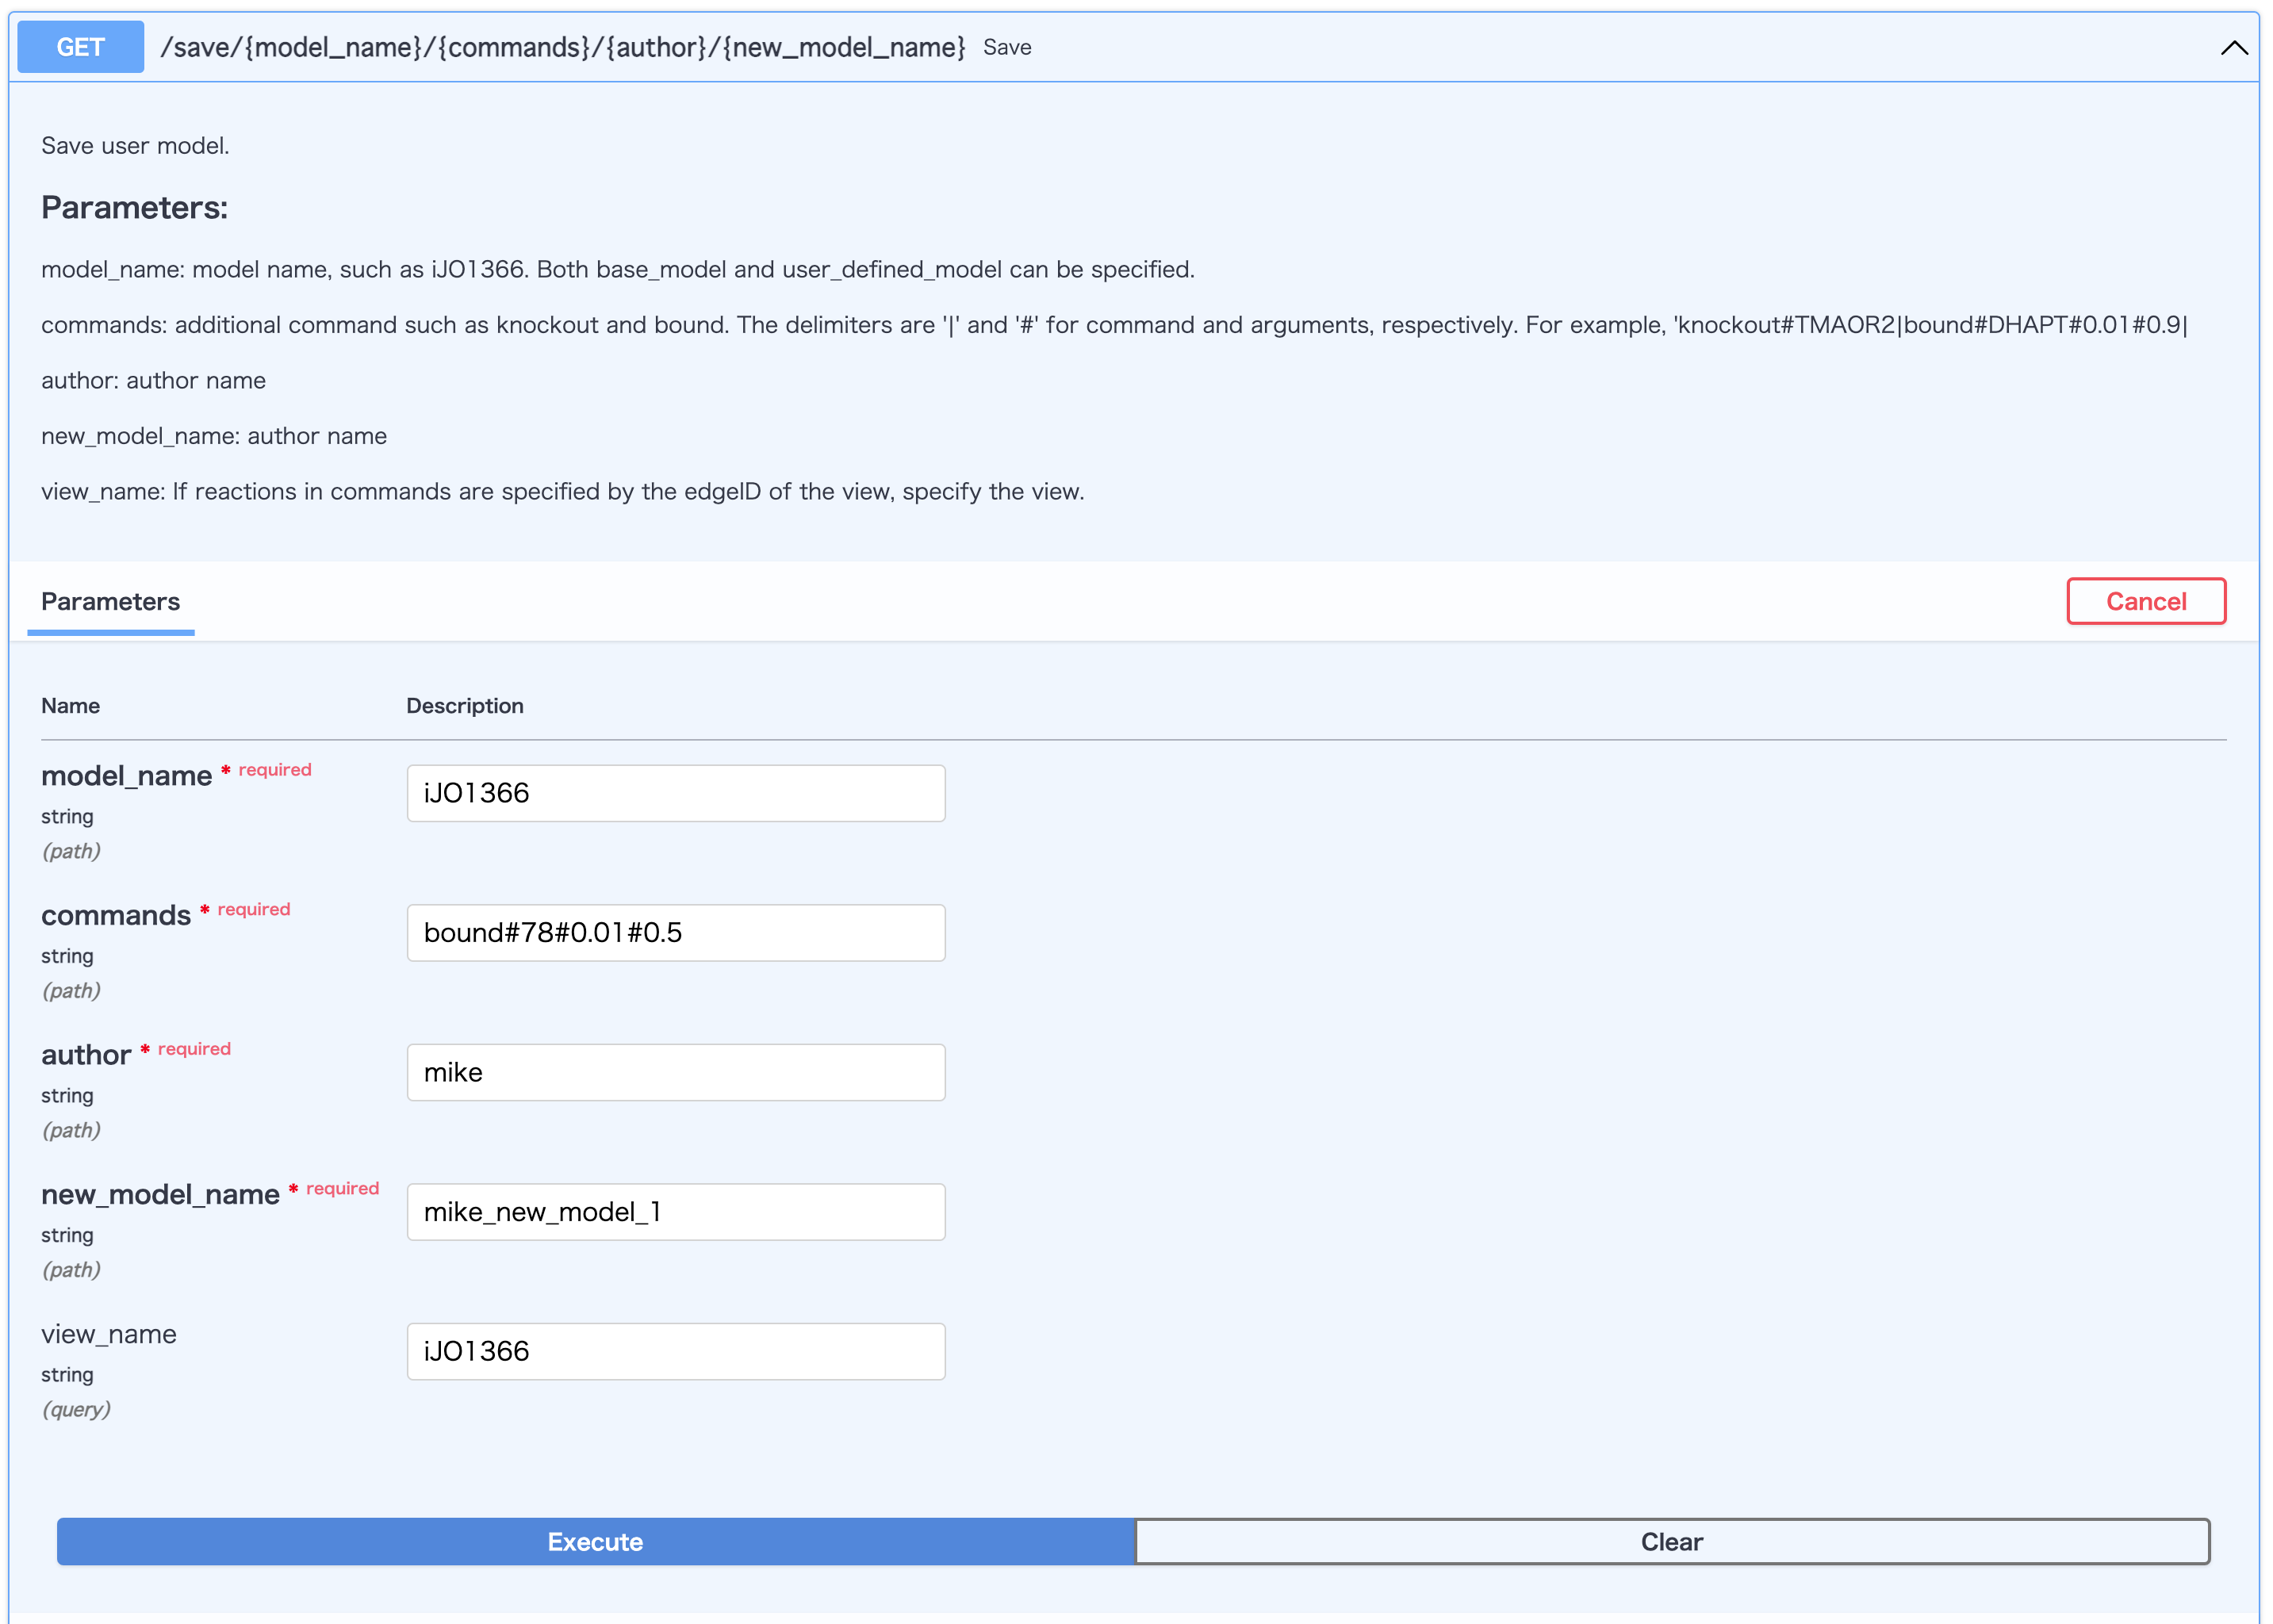 GET /save/{model_name}/{commands}/{author}/{new_model_name} Save
Save user model.
Parameters:
model_name: model name, such as iJO1366. Both base_model and user_defined_model can be specified.
commands: additional command such as knockout and bound. The delimiters are '|' and '#' for command and arguments, respectively. For example, 'knockout#TMAOR2|bound#DHAPT#0.01#0.9|
author: author name
new_model_name: author name
view_name: If reactions in commands are specified by the edgeID of the view, specify the view.
Parameters Cancel
Name Description
model_name * required
iJO1366
string
(path)
commands * required
bound#78#0.01#0.5
string
(path)
author * required
mike
string
(path)
new_model_name * required
mike_new_model_1
string
(path)
view_name
iJO1366
string
(query)
Execute Clear